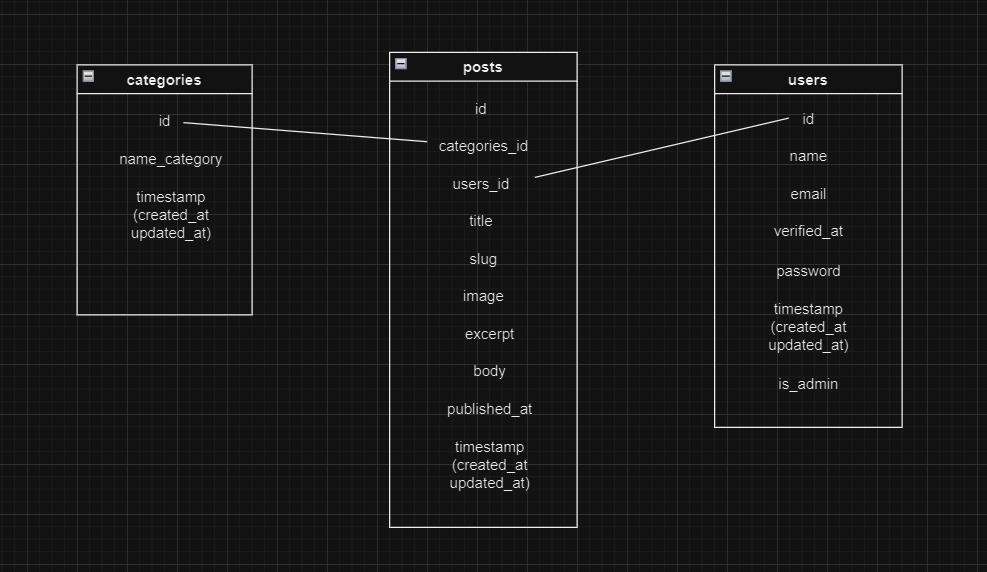 categories
id
name_category
timestamp
(created_at
updated_at)
posts
id
categories_id
users_id
title
slug
image
excerpt
body
published_at
timestamp
(created_at
updated_at)
users
id
name
email
verified_at
password
timestamp
(created_at
updated_at)
is_admin